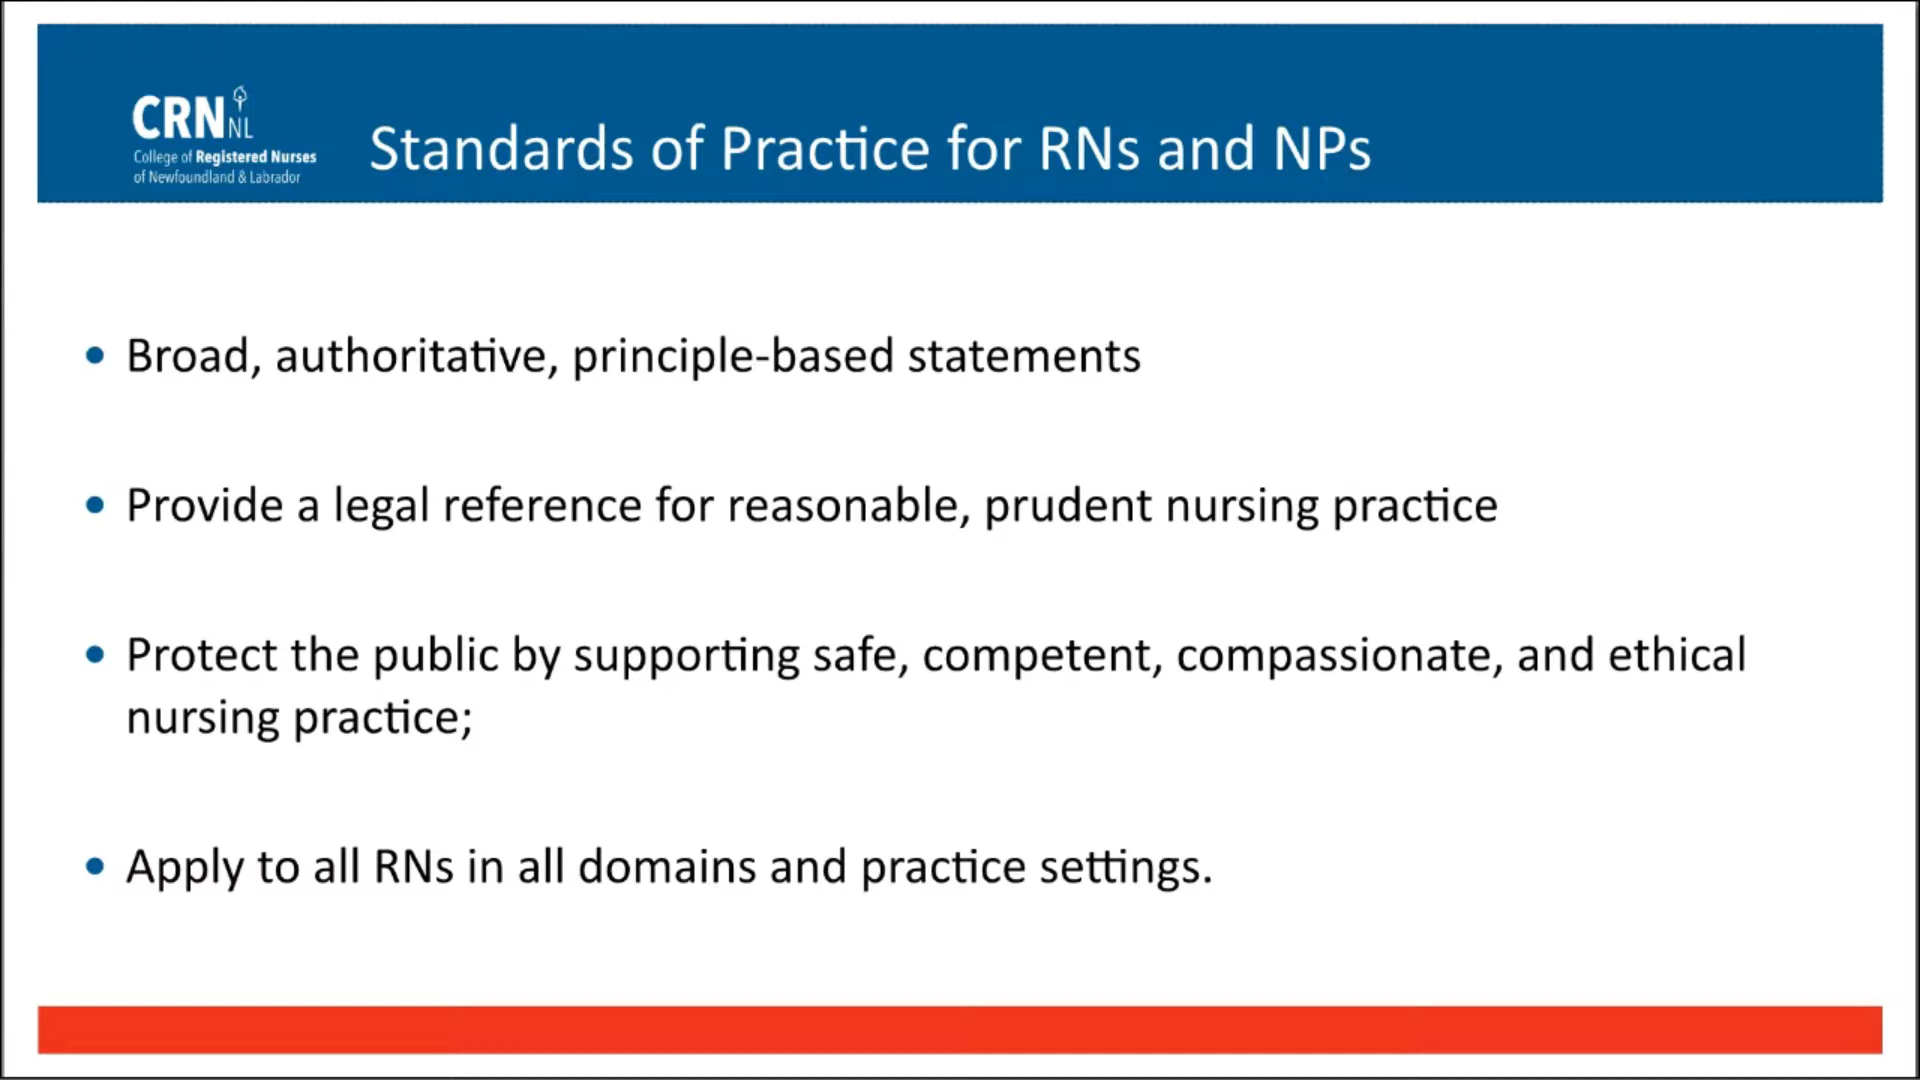 CRN NL
College of Registered Nurses
of Newfoundland & Labrador
Standards of Practice for RNs and NPs
• Broad, authoritative, principle-based statements
• Provide a legal reference for reasonable, prudent nursing practice
• Protect the public by supporting safe, competent, compassionate, and ethical
nursing practice;
• Apply to all RNs in all domains and practice settings.